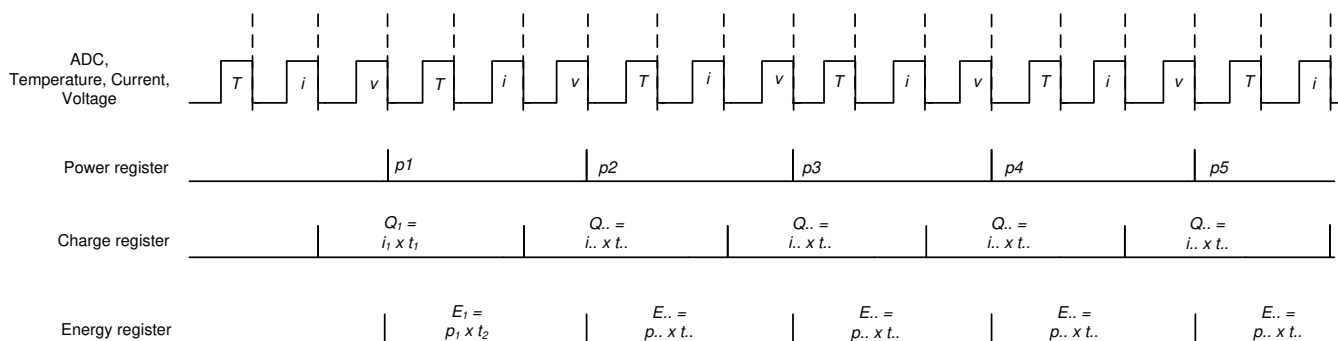 ADC,
Temperature, Current,
Voltage
T i v T i v T i v T i v T i v T i
Power register
p1 p2 p3 p4 p5
Charge register
Q1 = Q.. = Q.. = Q.. = Q.. =
i1 x t1 i.. x t.. i.. x t.. i.. x t.. i.. x t..
Energy register
E1 = E.. = E.. = E.. = E.. =
p1 x t2 p.. x t.. p.. x t.. p.. x t.. p.. x t..